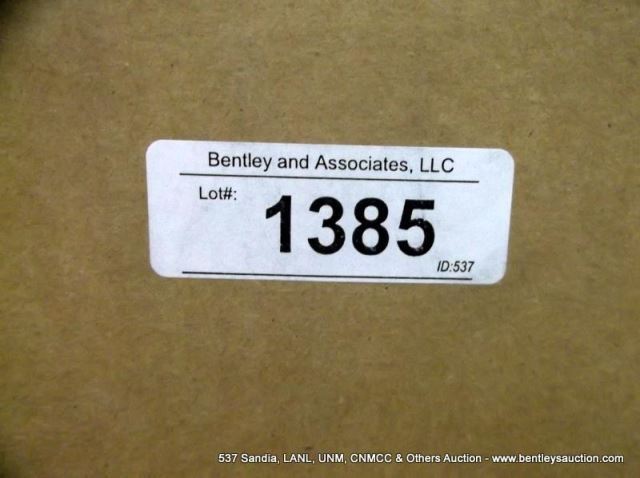 Bentley and Associates, LLC
Lot#:
1385
ID:537
537 Sandia, LANL, UNM, CNMCC & Others Auction - www.bentleysauction.com